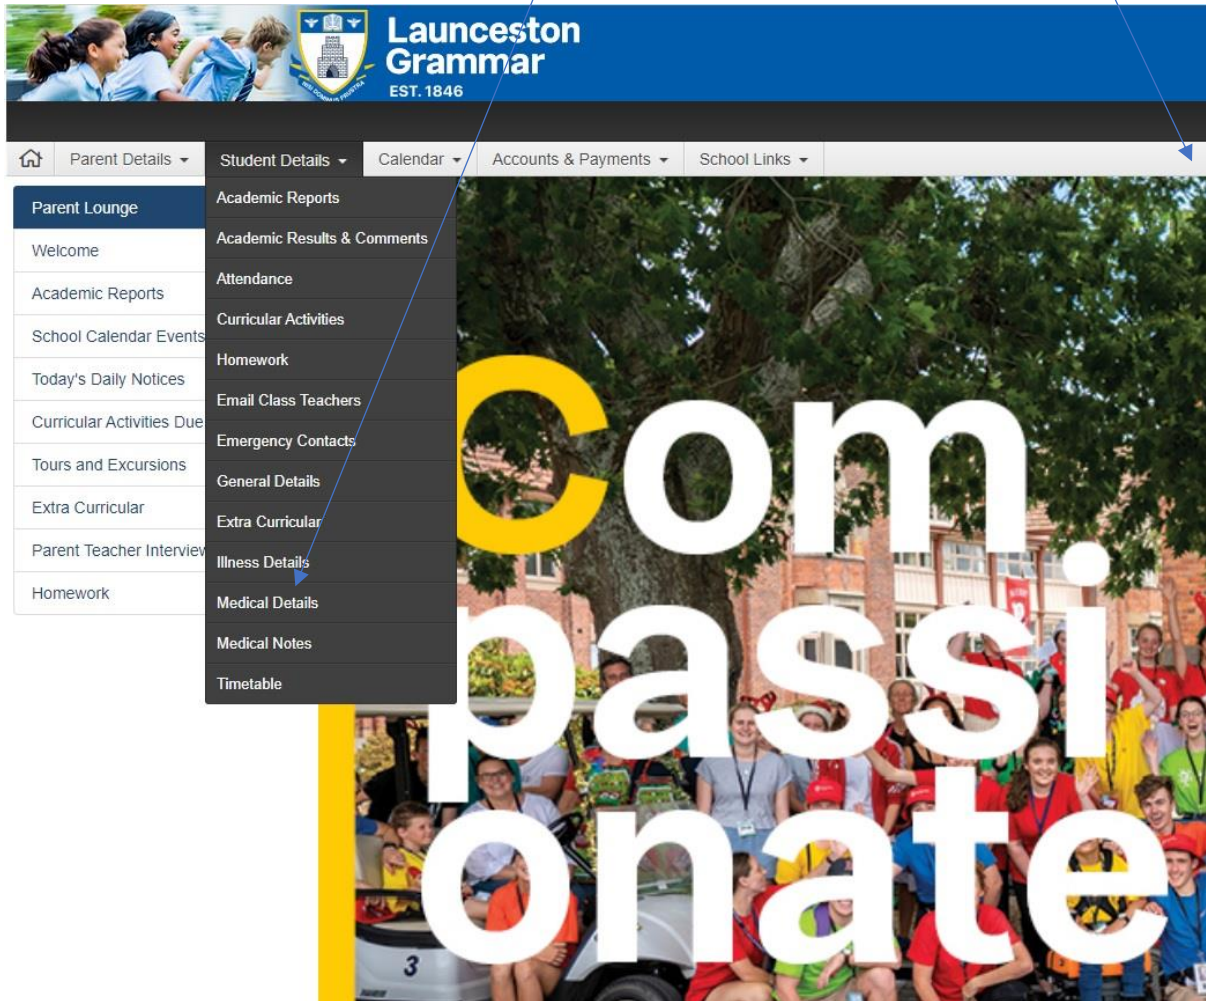 Launceston
Grammar
EST. 1846
NISI DOMINUS FRUSTRA
Parent Details
Student Details
Calendar
Accounts & Payments
School Links
Parent Lounge
Welcome
Academic Reports
School Calendar Events
Today's Daily Notices
Curricular Activities Due
Tours and Excursions
Extra Curricular
Parent Teacher Interview
Homework
Academic Reports
Academic Results & Comments
Attendance
Curricular Activities
Homework
Email Class Teachers
Emergency Contacts
General Details
Extra Curricular
Illness Details
Medical Details
Medical Notes
Timetable
Com
passi
onate
3